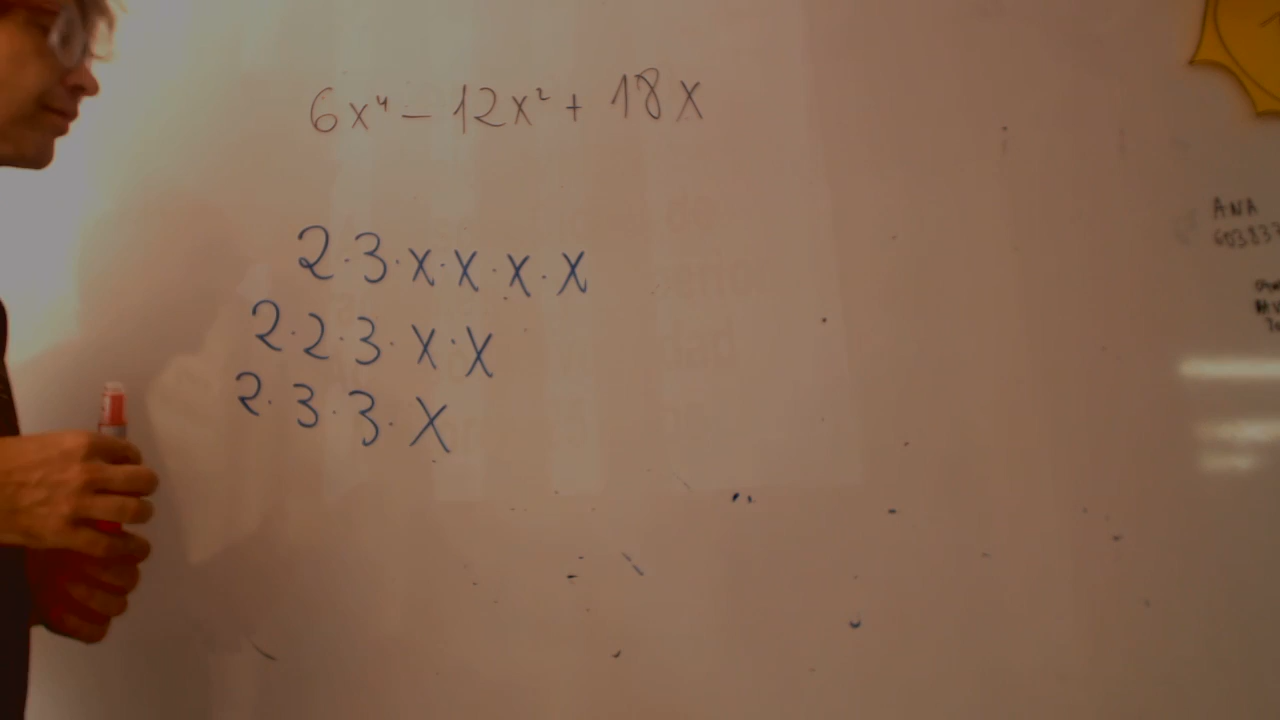 6x⁴ - 12x² + 18x
2·3·x·x·x·x
2·2·3·x·x
2·3·3·x
ANA